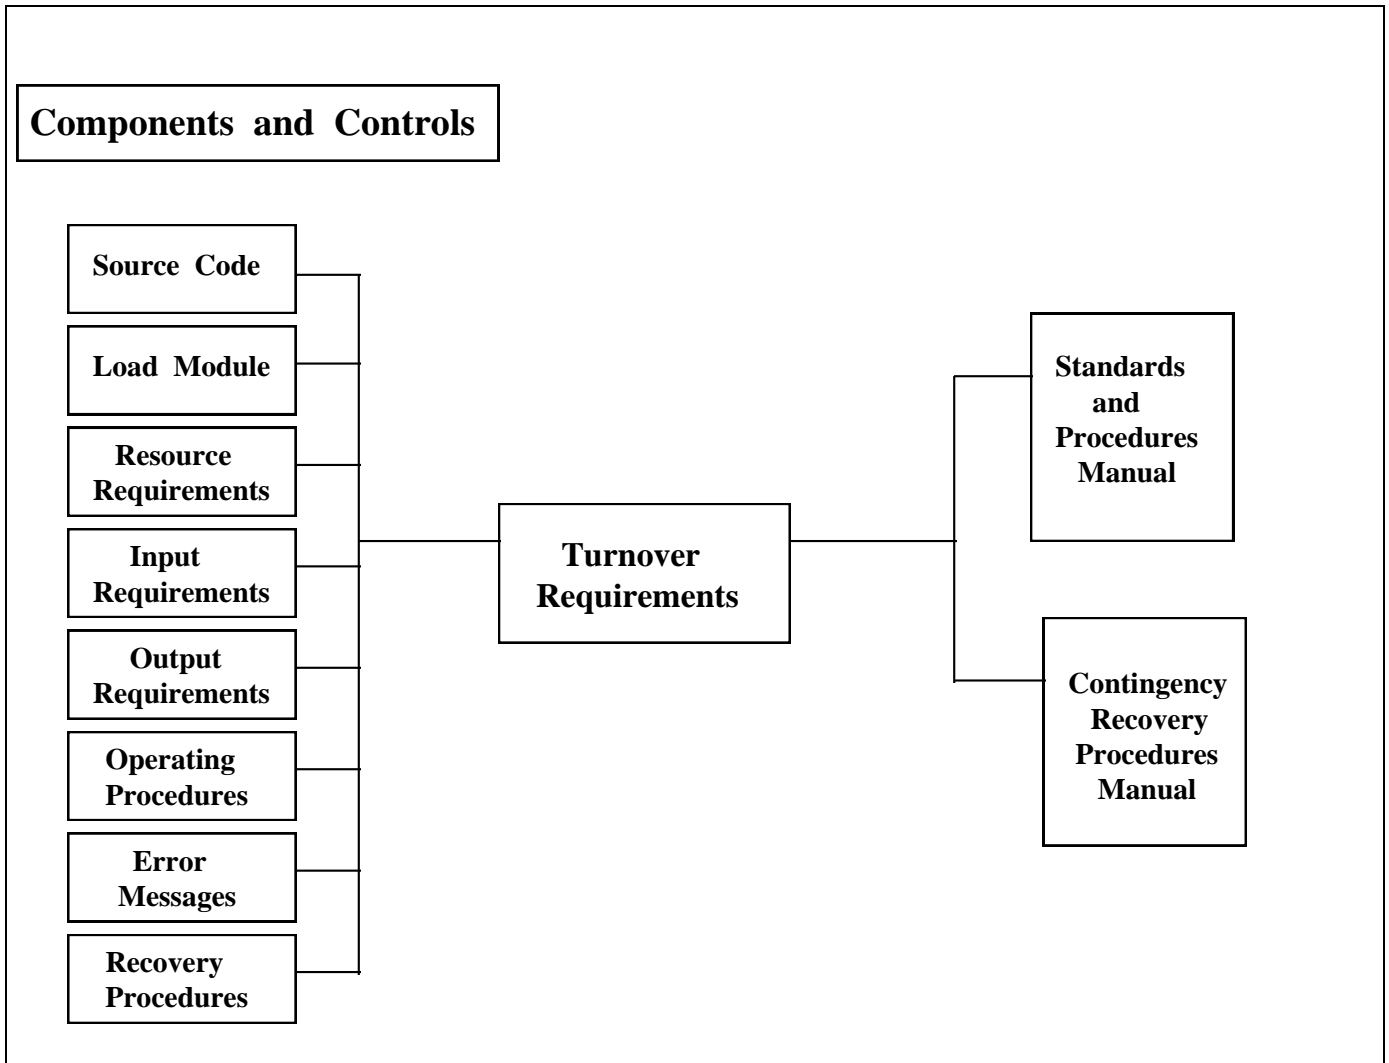 Components and Controls
Source Code
Load Module
Resource
Requirements
Input
Requirements
Output
Requirements
Operating
Procedures
Error
Messages
Recovery
Procedures
Turnover
Requirements
Standards
and
Procedures
Manual
Contingency
Recovery
Procedures
Manual